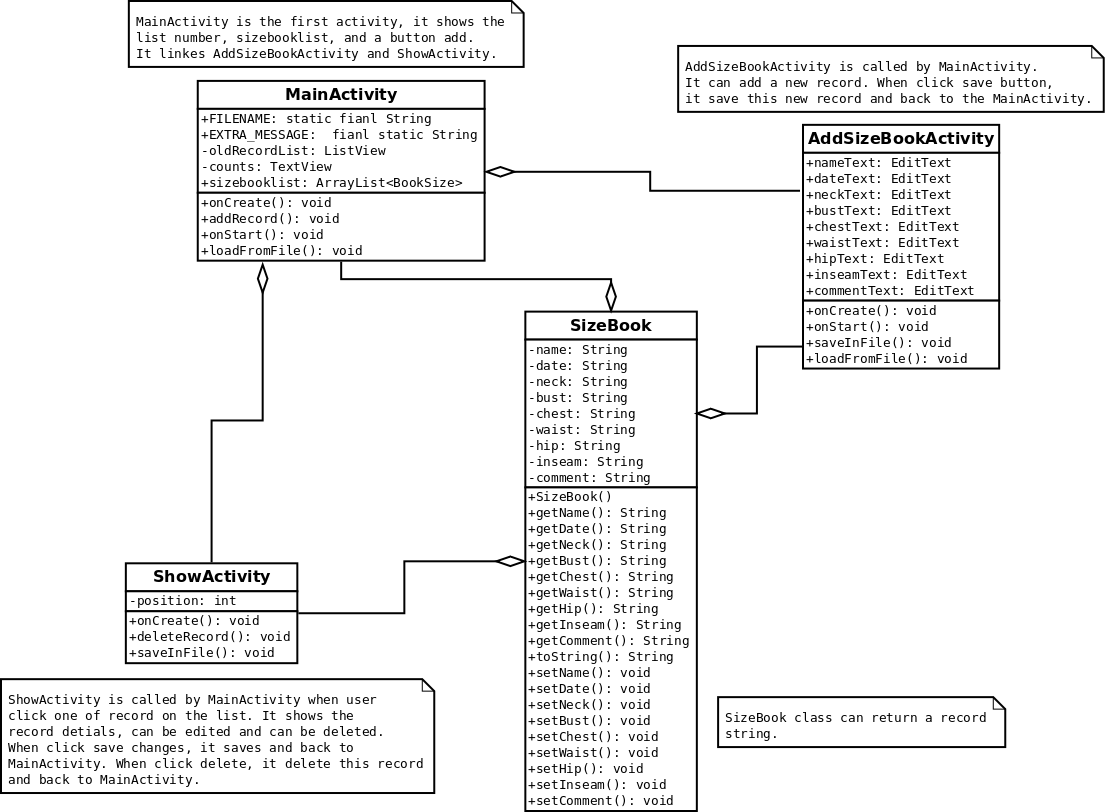 MainActivity is the first activity, it shows the
list number, sizebooklist, and a button add.
It linkes AddSizeBookActivity and ShowActivity.
AddSizeBookActivity is called by MainActivity.
It can add a new record. When click save button,
it save this new record and back to the MainActivity.
MainActivity
+FILENAME: static fianl String
+EXTRA_MESSAGE:  fianl static String
-oldRecordList: ListView
-counts: TextView
+sizebooklist: ArrayList<BookSize>
+onCreate(): void
+addRecord(): void
+onStart(): void
+loadFromFile(): void
AddSizeBookActivity
+nameText: EditText
+dateText: EditText
+neckText: EditText
+bustText: EditText
+chestText: EditText
+waistText: EditText
+hipText: EditText
+inseamText: EditText
+commentText: EditText
+onCreate(): void
+onStart(): void
+saveInFile(): void
+loadFromFile(): void
SizeBook
-name: String
-date: String
-neck: String
-bust: String
-chest: String
-waist: String
-hip: String
-inseam: String
-comment: String
+SizeBook()
+getName(): String
+getDate(): String
+getNeck(): String
+getBust(): String
+getChest(): String
+getWaist(): String
+getHip(): String
+getInseam(): String
+getComment(): String
+toString(): String
+setName(): void
+setDate(): void
+setNeck(): void
+setBust(): void
+setChest(): void
+setWaist(): void
+setHip(): void
+setInseam(): void
+setComment(): void
ShowActivity
-position: int
+onCreate(): void
+deleteRecord(): void
+saveInFile(): void
ShowActivity is called by MainActivity when user
click one of record on the list. It shows the
record detials, can be edited and can be deleted.
When click save changes, it saves and back to
MainActivity. When click delete, it delete this record
and back to MainActivity.
SizeBook class can return a record
string.